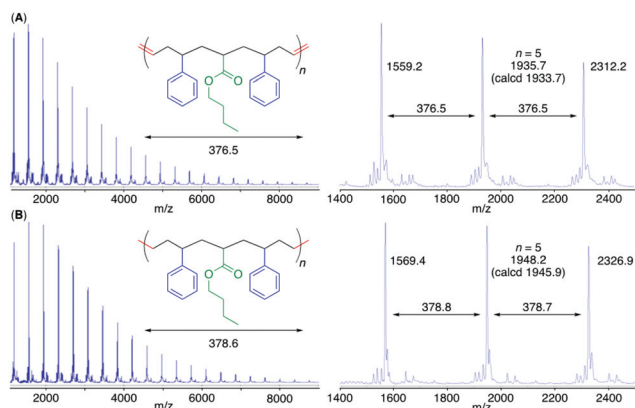 (A)
O
O
n
376.5
2000 4000 6000 8000
m/z
1559.2
n = 5
1935.7
(calcd 1933.7)
2312.2
376.5 376.5
1400 1600 1800 2000 2200 2400
m/z
(B)
O
O
n
378.6
2000 4000 6000 8000
m/z
1569.4
n = 5
1948.2
(calcd 1945.9)
2326.9
378.8 378.7
1400 1600 1800 2000 2200 2400
m/z